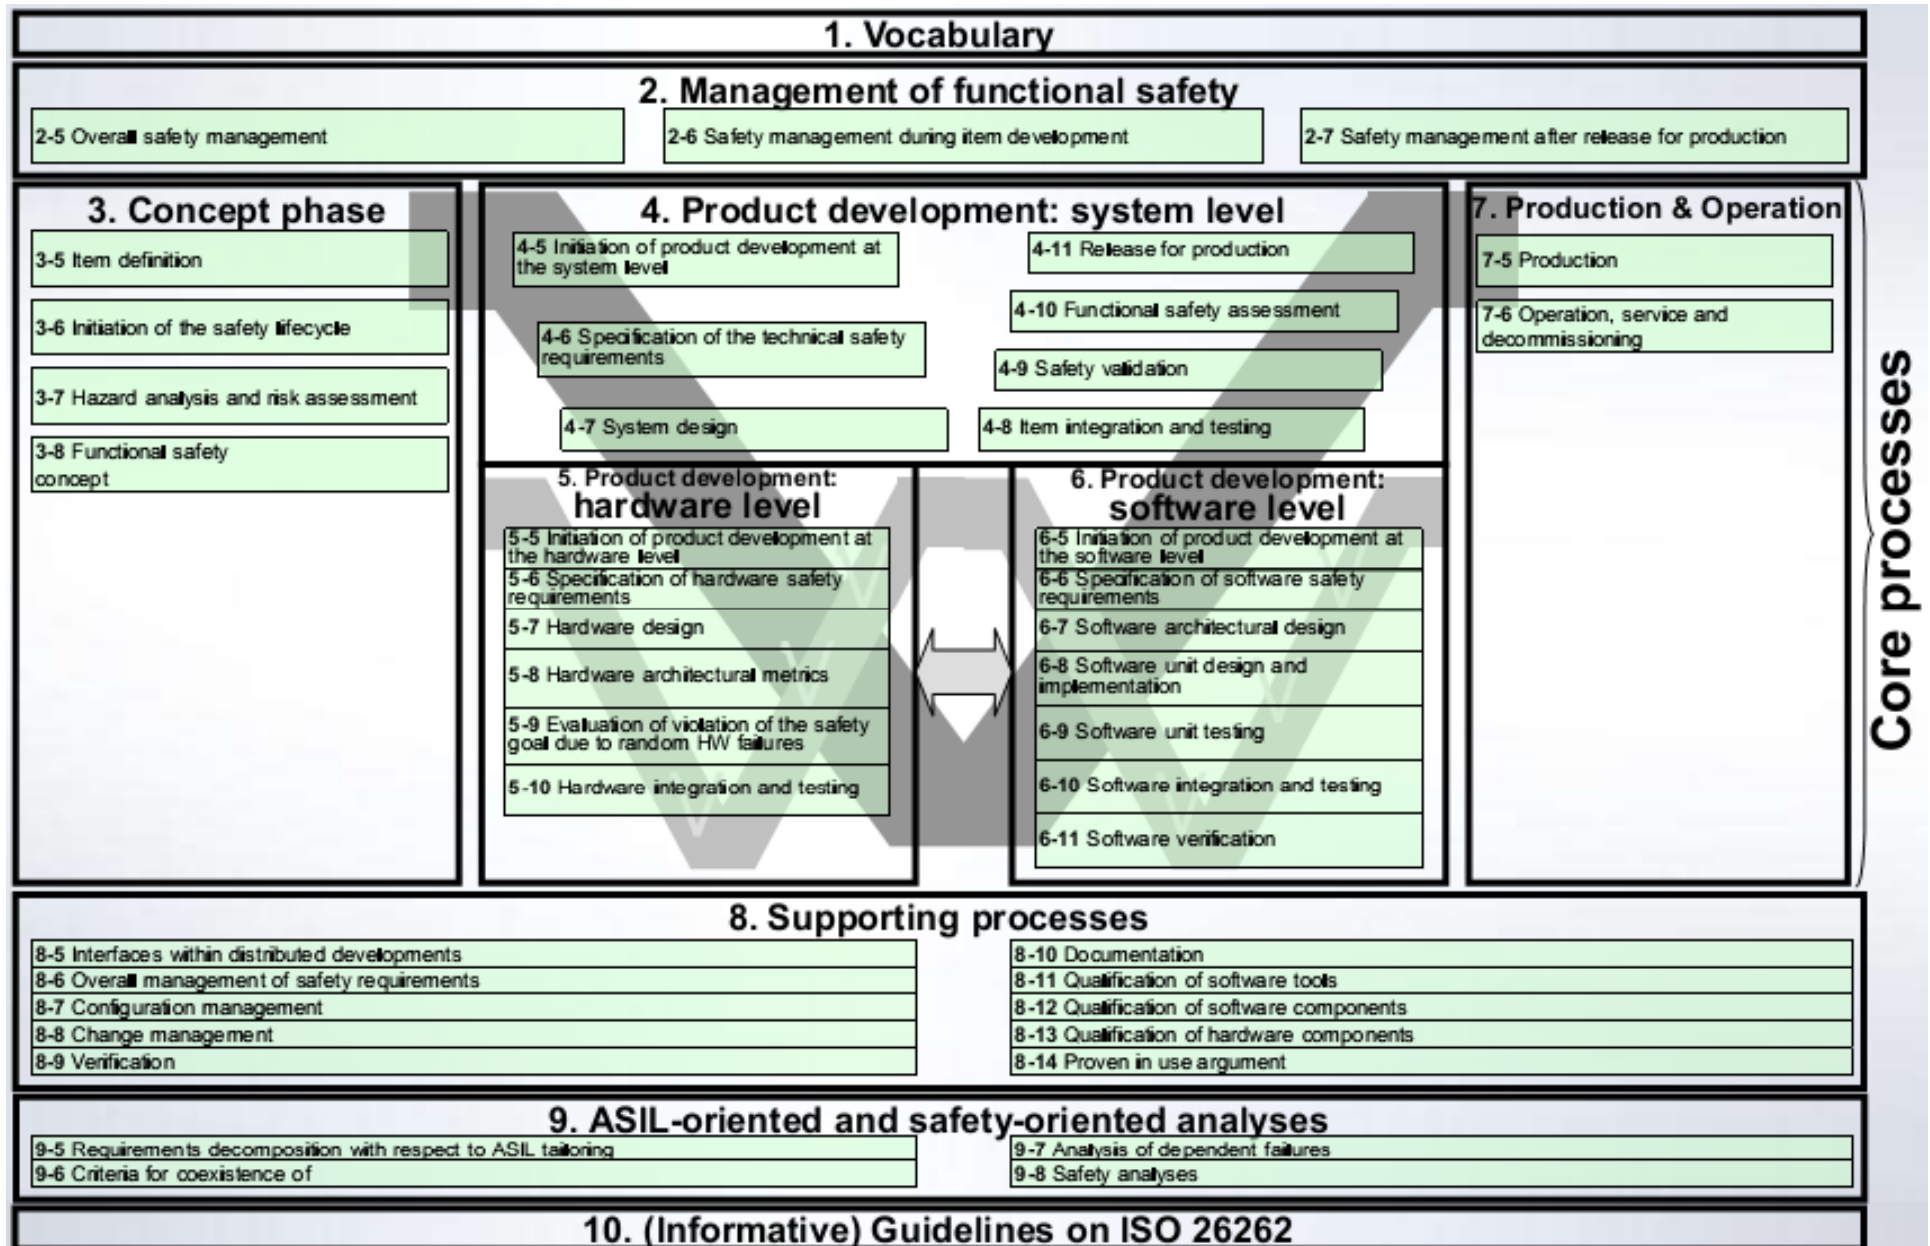 1. Vocabulary
2. Management of functional safety
2-5 Overall safety management
2-6 Safety management during item development
2-7 Safety management after release for production
3. Concept phase
3-5 Item definition
3-6 Initiation of the safety lifecycle
3-7 Hazard analysis and risk assessment
3-8 Functional safety
concept
4. Product development: system level
4-5 Initiation of product development at
the system level
4-6 Specification of the technical safety
requirements
4-7 System design
4-11 Release for production
4-10 Functional safety assessment
4-9 Safety validation
4-8 Item integration and testing
7. Production & Operation
7-5 Production
7-6 Operation, service and
decommissioning
5. Product development:
hardware level
5-5 Initiation of product development at
the hardware level
5-6 Specification of hardware safety
requirements
5-7 Hardware design
5-8 Hardware architectural metrics
5-9 Evaluation of violation of the safety
goal due to random HW failures
5-10 Hardware integration and testing
6. Product development:
software level
6-5 Initiation of product development at
the software level
6-6 Specification of software safety
requirements
6-7 Software architectural design
6-8 Software unit design and
implementation
6-9 Software unit testing
6-10 Software integration and testing
6-11 Software verification
Core processes
8. Supporting processes
8-5 Interfaces within distributed developments
8-6 Overall management of safety requirements
8-7 Configuration management
8-8 Change management
8-9 Verification
8-10 Documentation
8-11 Qualification of software tools
8-12 Qualification of software components
8-13 Qualification of hardware components
8-14 Proven in use argument
9. ASIL-oriented and safety-oriented analyses
9-5 Requirements decomposition with respect to ASIL tailoring
9-6 Criteria for coexistence of
9-7 Analysis of dependent failures
9-8 Safety analyses
10. (Informative) Guidelines on ISO 26262